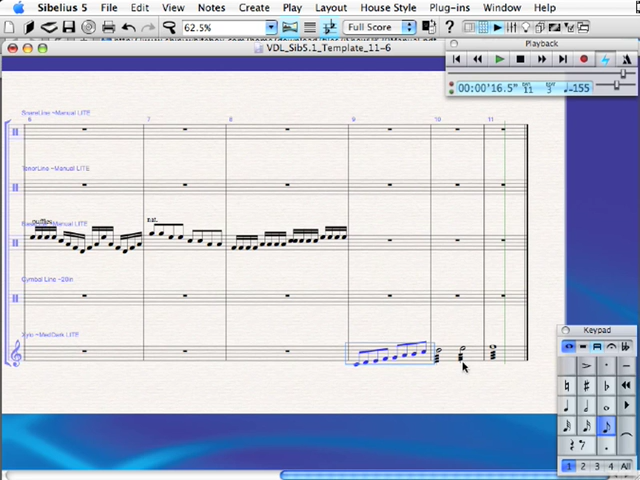 Sibelius 5 File Edit View Notes Create Play Layout House Style Plug-ins Window Help
62.5% Full Score
VDL_Sib5.1_Template_11-6
Playback
00:00'16.5" 11 3 -155
SnareLine -Manual LITE
6 7 8 9 10 11
TenorLine -Manual LITE
Manual LITE
Cymbal Line -20in
Xylo -MedDark LITE
Keypad
1 2 3 4 All